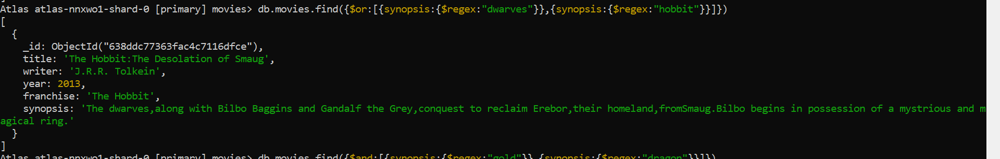 ]
Atlas atlas-nnxwo1-shard-0 [primary] movies> db.movies.find({$or:[{synopsis:{$regex:"dwarves"}},{synopsis:{$regex:"hobbit"}}]})
[
  {
    _id: ObjectId("638ddc77363fac4c7116dfce"),
    title: 'The Hobbit:The Desolation of Smaug',
    writer: 'J.R.R. Tolkein',
    year: 2013,
    franchise: 'The Hobbit',
    synopsis: 'The dwarves,along with Bilbo Baggins and Gandalf the Grey,conquest to reclaim Erebor,their homeland,fromSmaug.Bilbo begins in possession of a mystrious and m
agical ring.'
  }
]
Atlas atlas-nnxwo1-shard-0 [primary] movies> db.movies.find({$and:[{synopsis:{$regex:"gold"}},{synopsis:{$regex:"dragon"}}]})